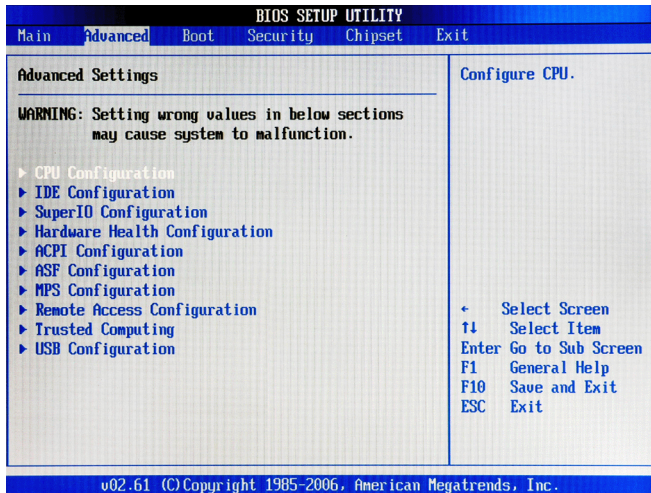 BIOS SETUP UTILITY
Main Advanced Boot Security Chipset Exit
Advanced Settings
WARNING: Setting wrong values in below sections
may cause system to malfunction.
▶ CPU Configuration
▶ IDE Configuration
▶ SuperIO Configuration
▶ Hardware Health Configuration
▶ ACPI Configuration
▶ ASF Configuration
▶ MPS Configuration
▶ Remote Access Configuration
▶ Trusted Computing
▶ USB Configuration
Configure CPU.
← Select Screen
↑↓ Select Item
Enter Go to Sub Screen
F1 General Help
F10 Save and Exit
ESC Exit
v02.61 (C)Copyright 1985-2006, American Megatrends, Inc.